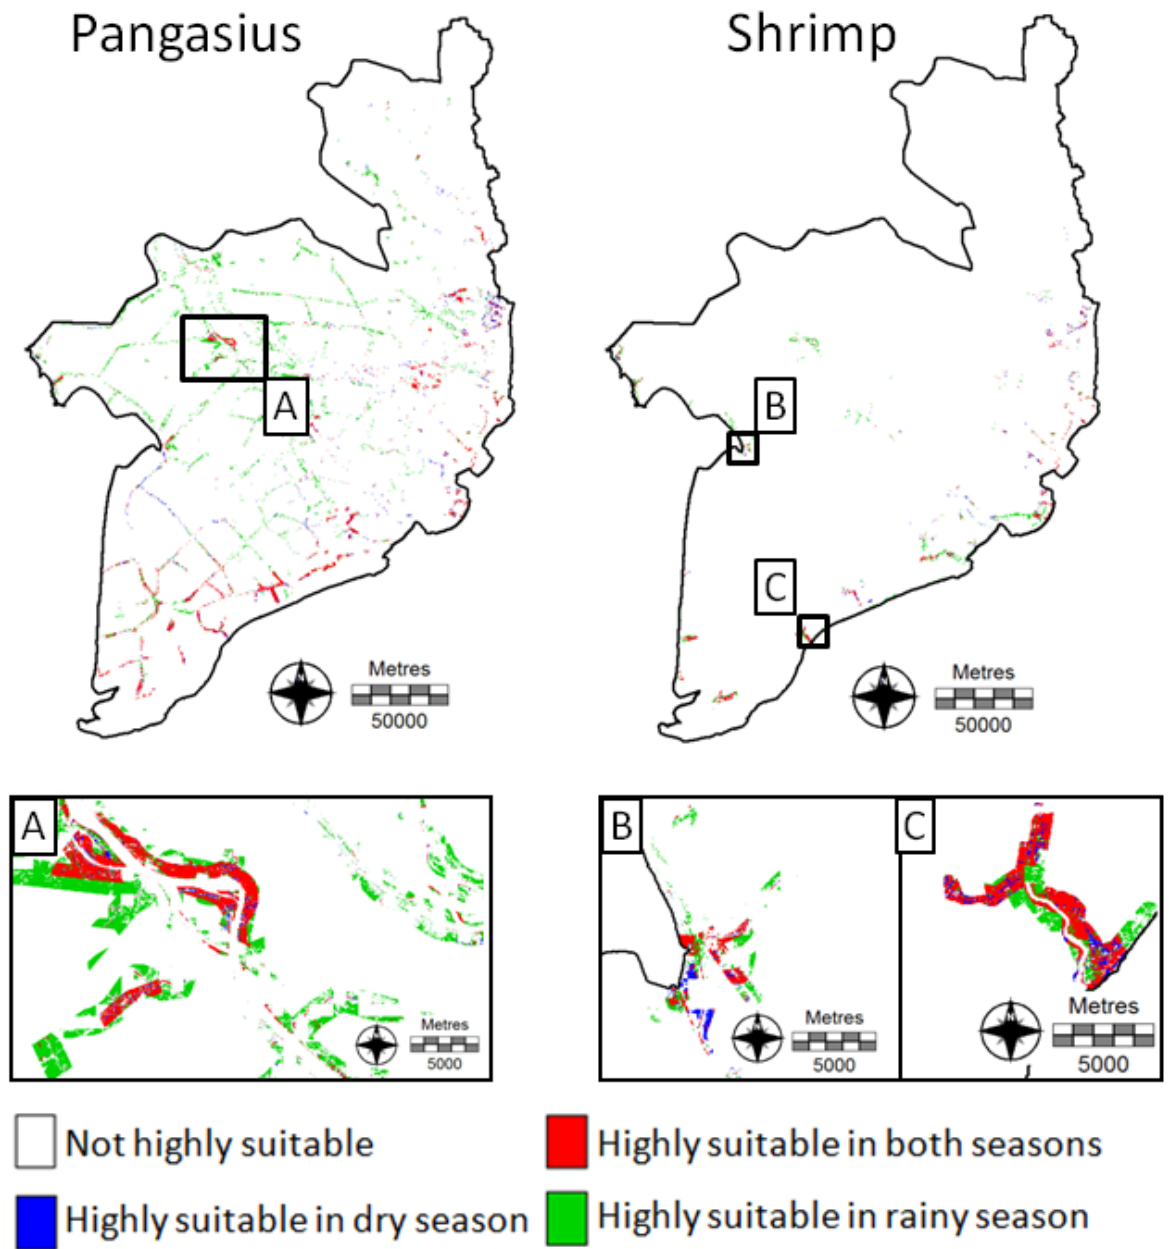 Pangasius
Shrimp
A
B
C
N
Metres
50000
N
Metres
50000
A
N
Metres
5000
B
N
Metres
5000
C
N
Metres
5000
Not highly suitable
Highly suitable in both seasons
Highly suitable in dry season
Highly suitable in rainy season